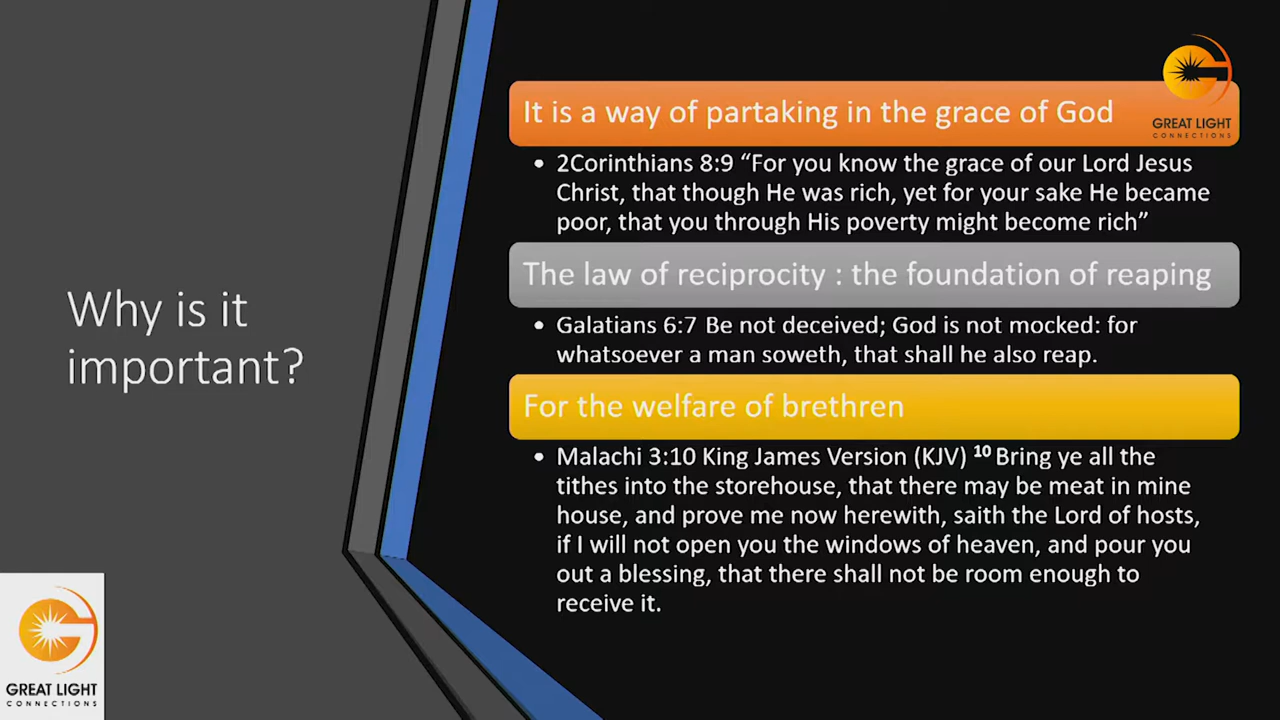 Why is it
important?
It is a way of partaking in the grace of God
GREAT LIGHT
CONNECTIONS
• 2Corinthians 8:9 “For you know the grace of our Lord Jesus
Christ, that though He was rich, yet for your sake He became
poor, that you through His poverty might become rich”
The law of reciprocity : the foundation of reaping
• Galatians 6:7 Be not deceived; God is not mocked: for
whatsoever a man soweth, that shall he also reap.
For the welfare of brethren
• Malachi 3:10 King James Version (KJV) ¹⁰ Bring ye all the
tithes into the storehouse, that there may be meat in mine
house, and prove me now herewith, saith the Lord of hosts,
if I will not open you the windows of heaven, and pour you
out a blessing, that there shall not be room enough to
receive it.
GREAT LIGHT
CONNECTIONS